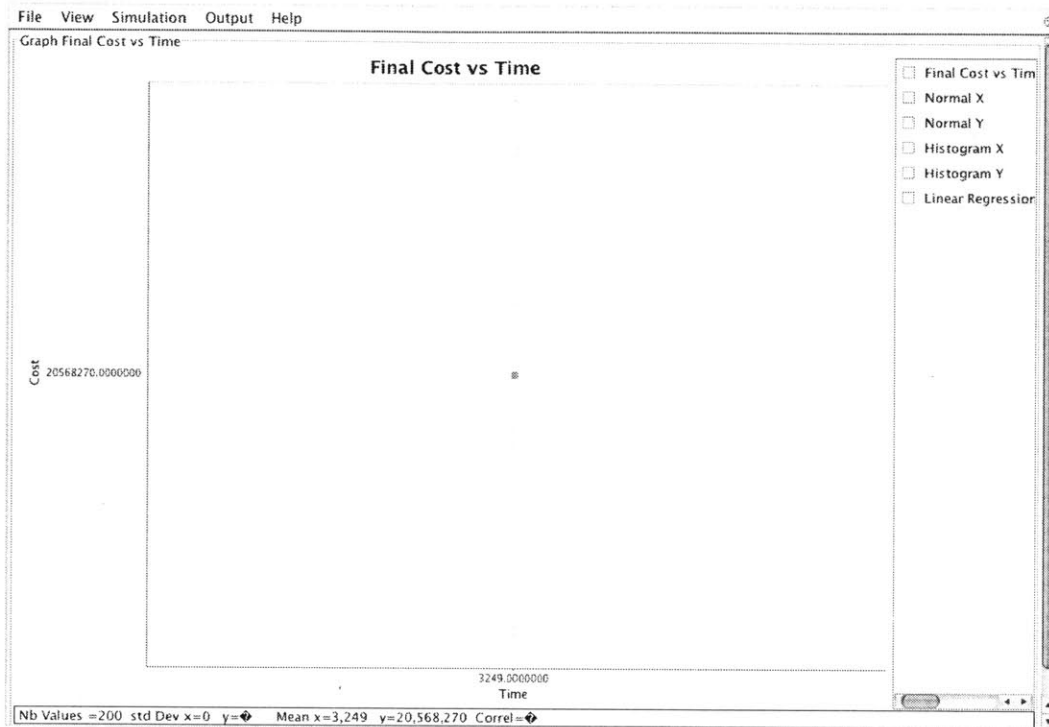 File View Simulation Output Help
Graph Final Cost vs Time
Final Cost vs Time
Final Cost vs Tim
Normal X
Normal Y
Histogram X
Histogram Y
Linear Regression
Cost
20568270.0000000
3249.0000000
Time
Nb Values =200 std Dev x=0 y=� Mean x=3,249 y=20,568,270 Correl=�